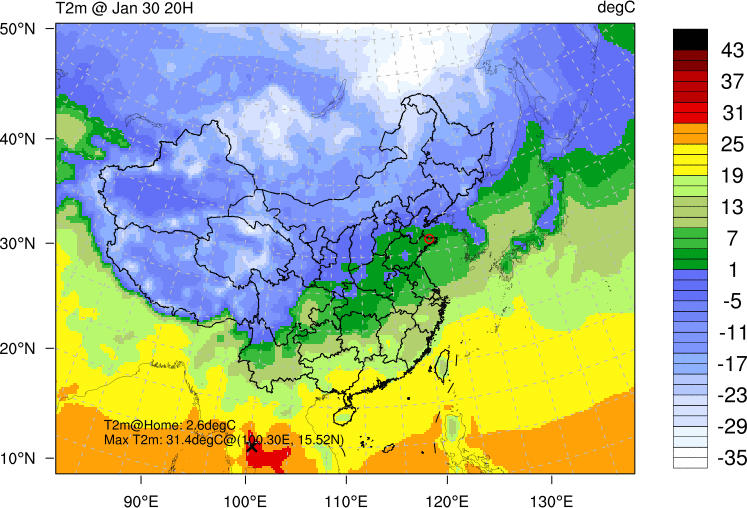 T2m @ Jan 30 20H
degC
50°N
40°N
30°N
20°N
10°N
90°E
100°E
110°E
120°E
130°E
T2m@Home: 2.6degC
Max T2m: 31.4degC@(100.30E, 15.52N)
43
37
31
25
19
13
7
1
-5
-11
-17
-23
-29
-35